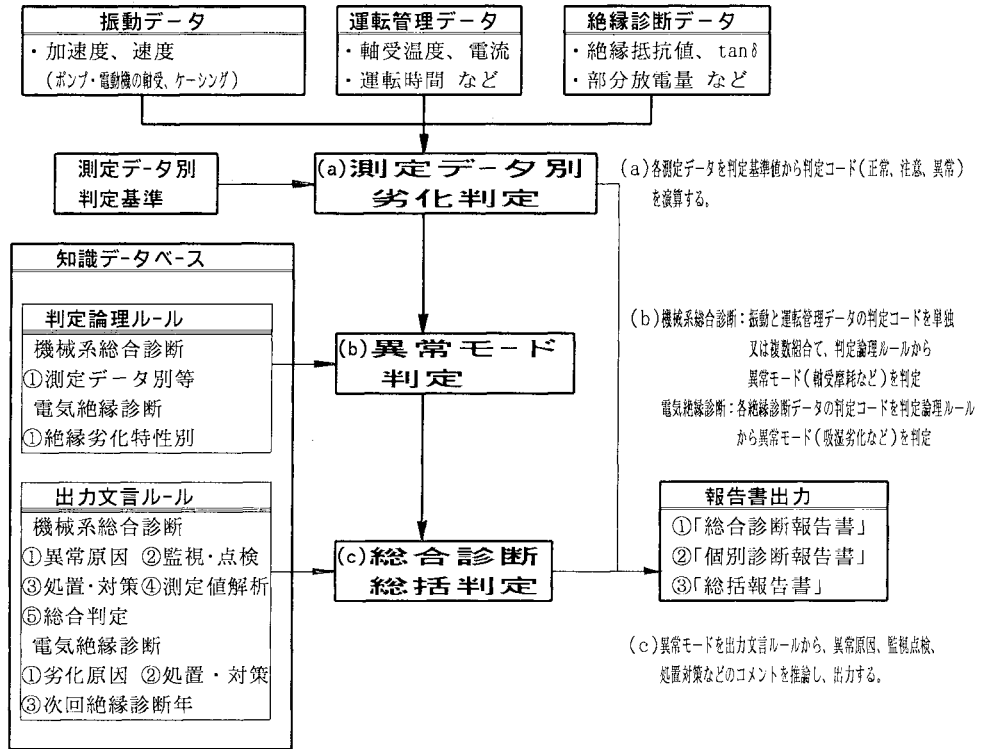 振動データ
・加速度、速度
(ポンプ・電動機の軸受、ケーシング)
運転管理データ
・軸受温度、電流
・運転時間 など
絶縁診断データ
・絶縁抵抗値、tanδ
・部分放電量 など
測定データ別
判定基準
(a)測定データ別
劣化判定
(a)各測定データを判定基準値から判定コード(正常、注意、異常)
を演算する。
知識データベース
判定論理ルール
機械系総合診断
①測定データ別等
電気絶縁診断
①絶縁劣化特性別
(b)異常モード
判定
(b)機械系総合診断:振動と運転管理データの判定コードを単独
又は複数組合て、判定論理ルールから
異常モード(軸受摩耗など)を判定
電気絶縁診断:各絶縁診断データの判定コードを判定論理ルール
から異常モード(吸湿劣化など)を判定
出力文言ルール
機械系総合診断
①異常原因 ②監視・点検
③処置・対策④測定値解析
⑤総合判定
電気絶縁診断
①劣化原因 ②処置・対策
③次回絶縁診断年
(c)総合診断
総括判定
報告書出力
①「総合診断報告書」
②「個別診断報告書」
③「総括報告書」
(c)異常モードを出力文言ルールから、異常原因、監視点検、
処置対策などのコメントを推論し、出力する。